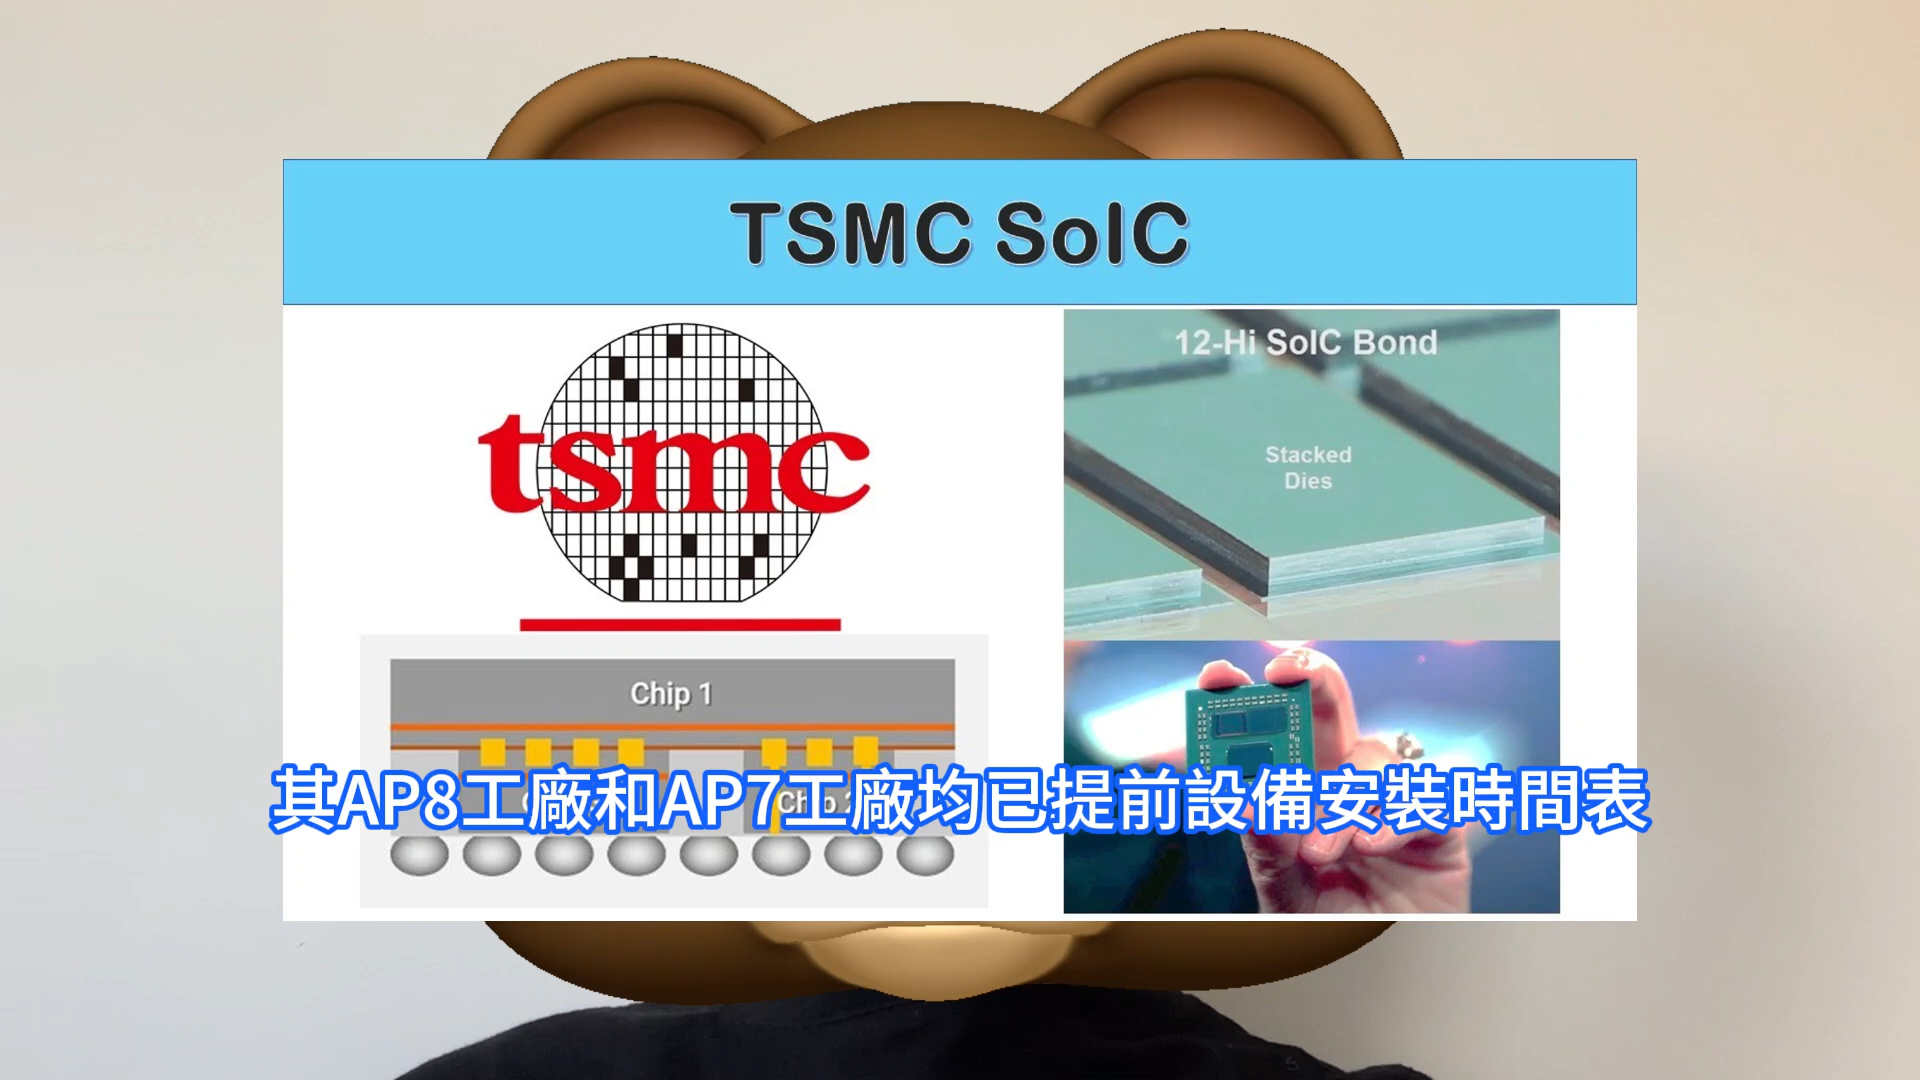 TSMC SoIC
12-Hi SoIC Bond
tsmc
Stacked
Dies
Chip 1
其AP8工廠和AP7工廠均已提前設備安裝時間表